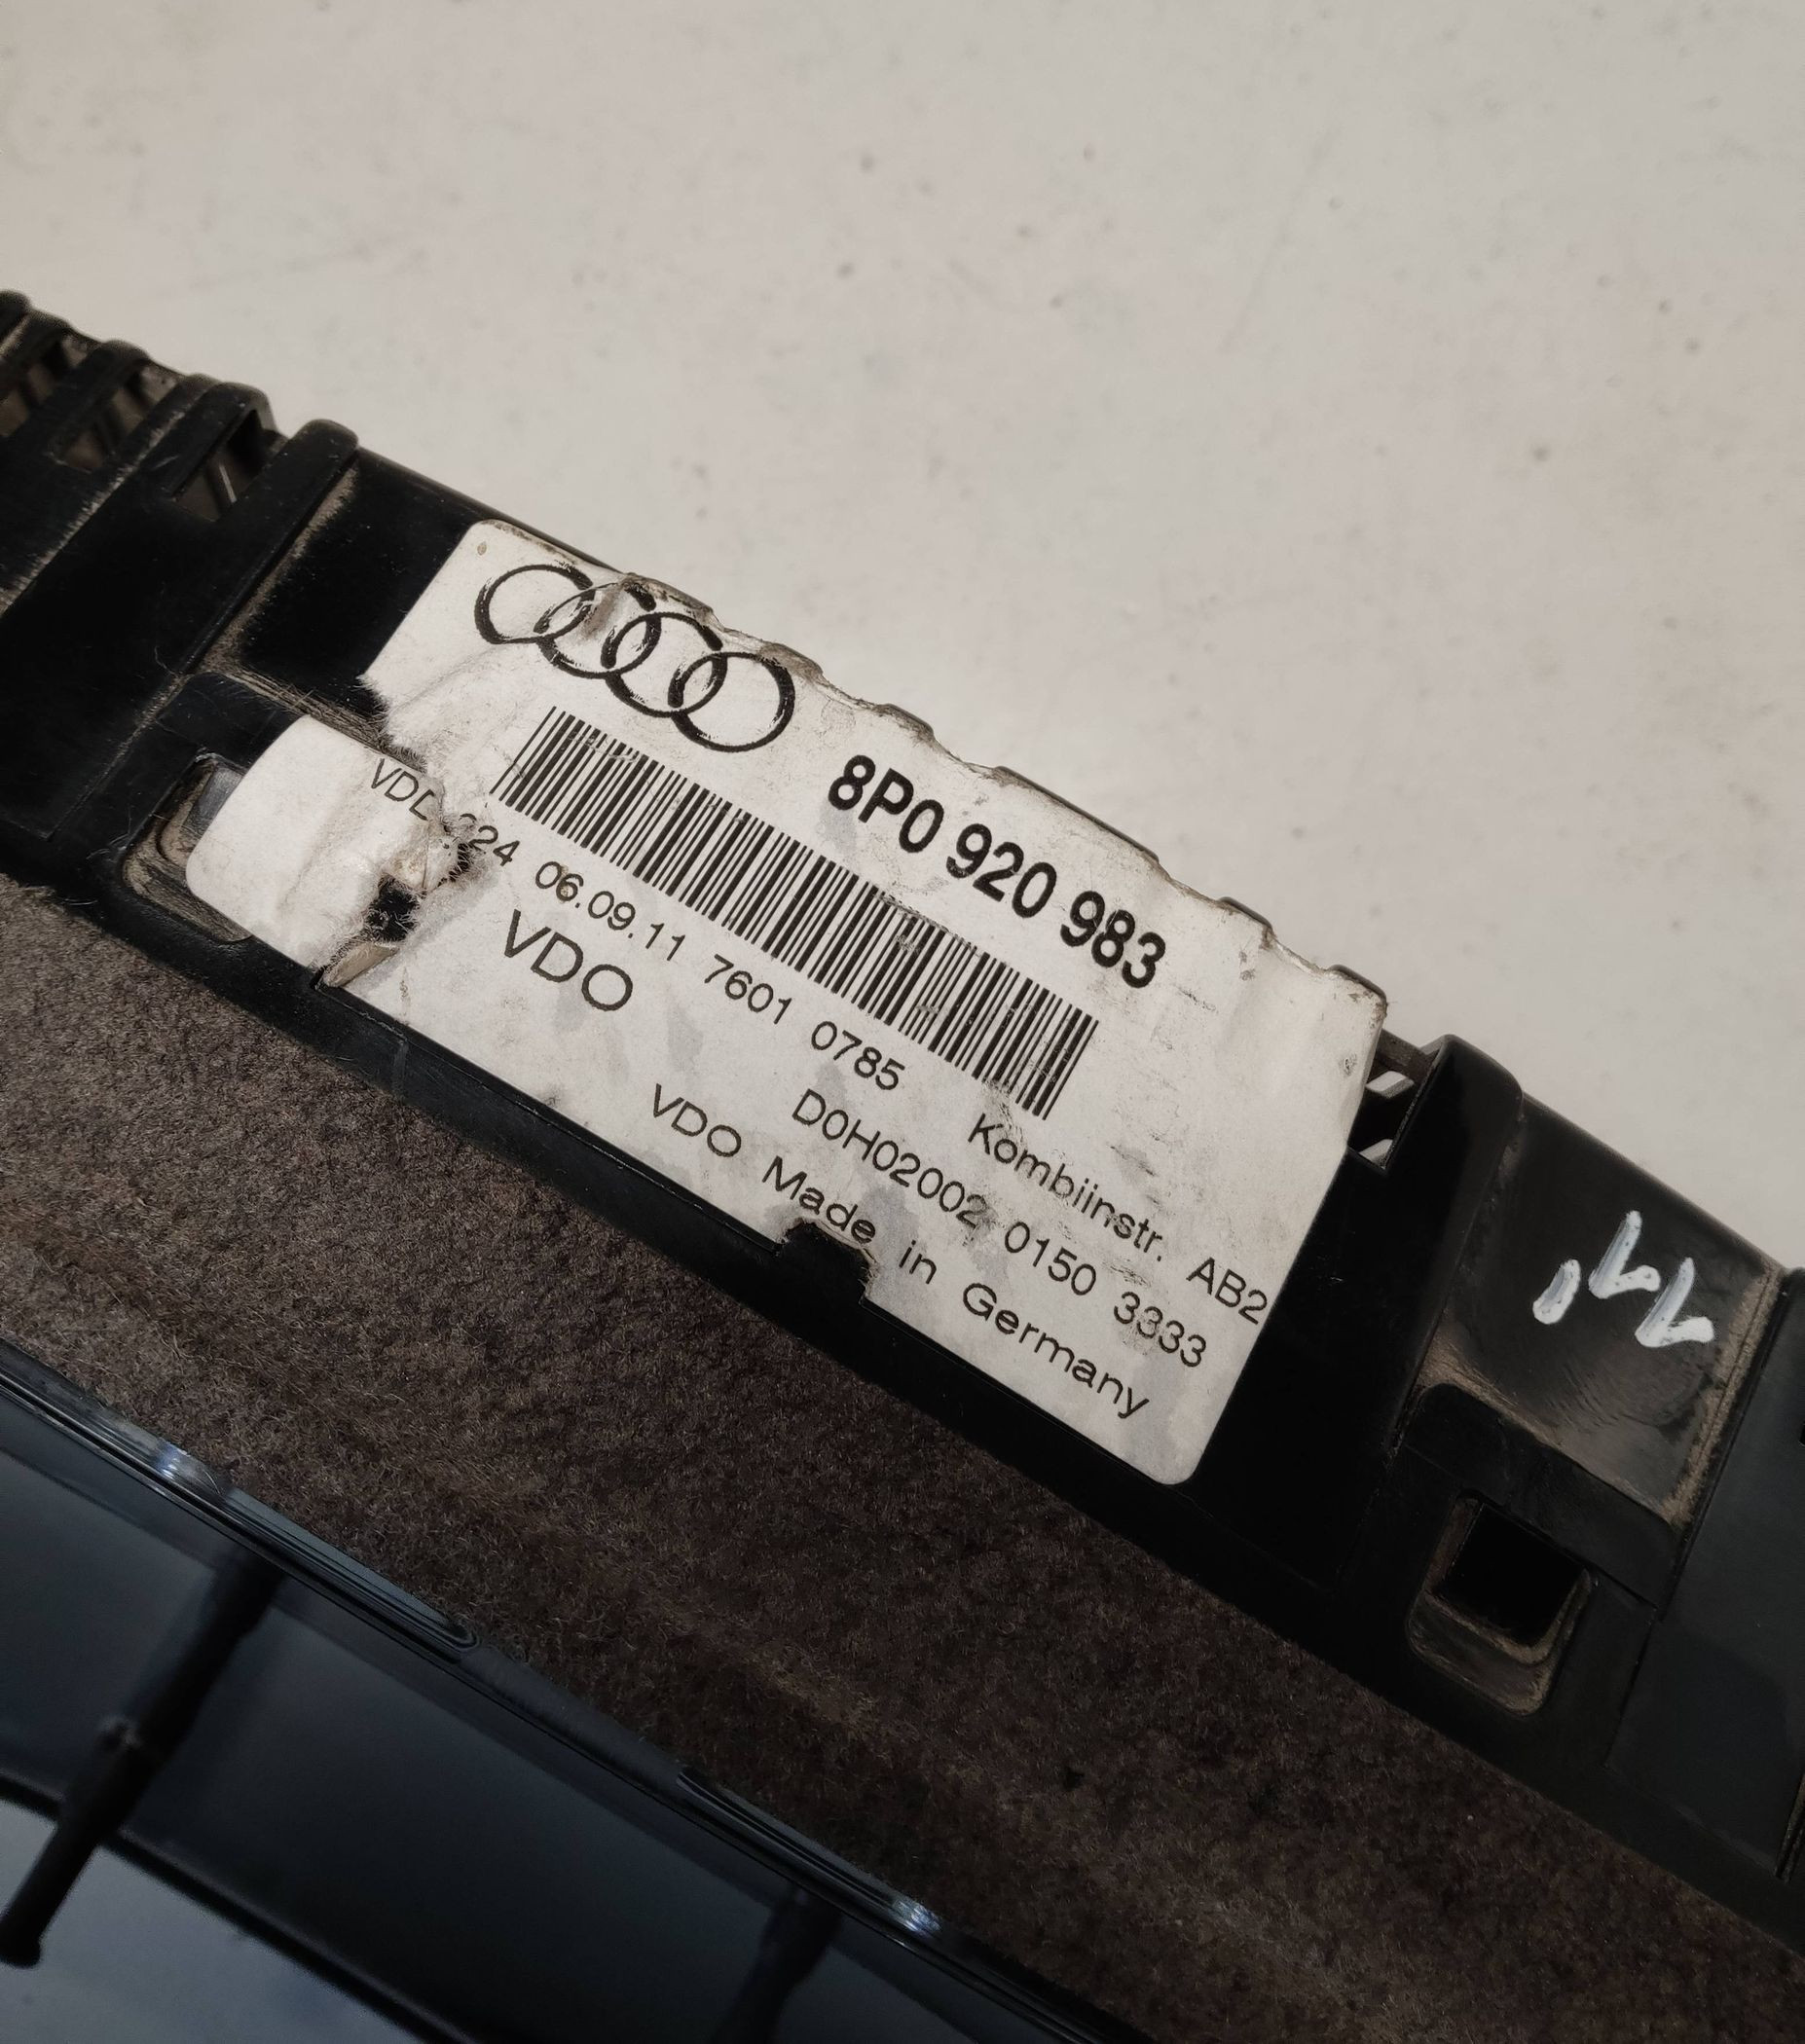 8P0 920 983
06.09.11 7601 0785 Kombiinstr. AB2
VDO D0H02002 0150 3333
VDO Made in Germany